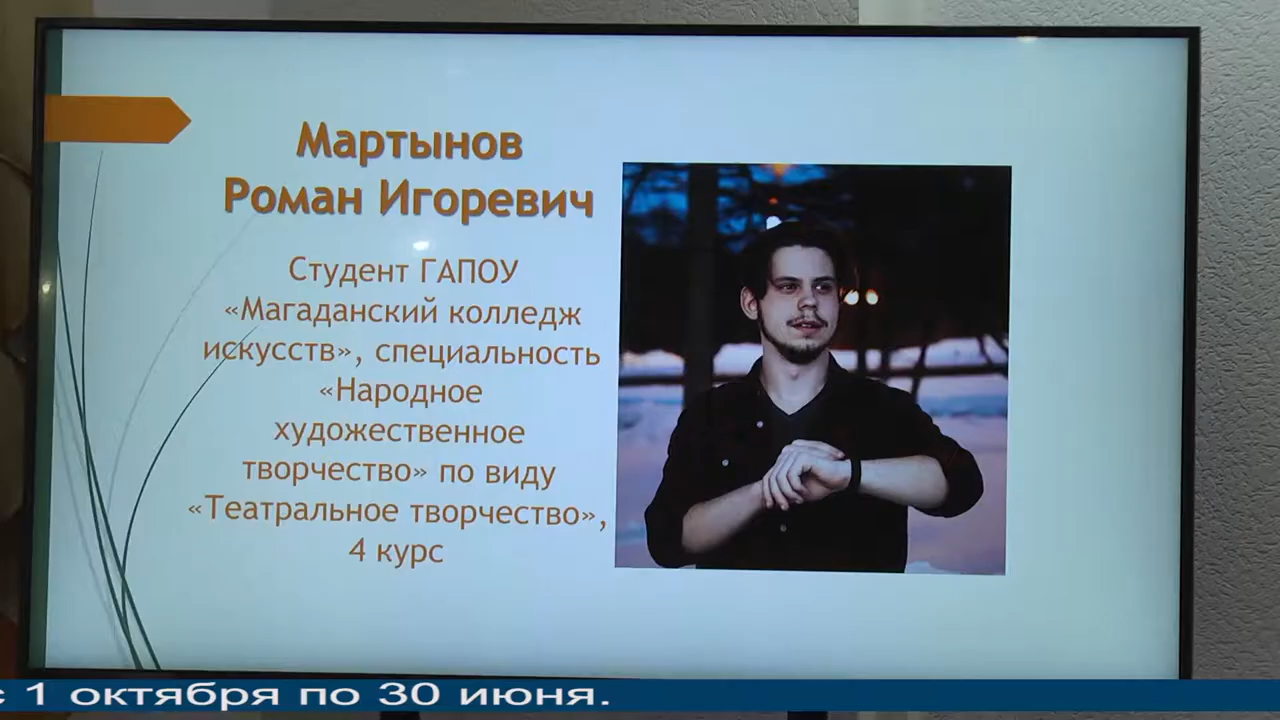 Мартынов
Роман Игоревич
Студент ГАПОУ
«Магаданский колледж
искусств», специальность
«Народное
художественное
творчество» по виду
«Театральное творчество»,
4 курс
с 1 октября по 30 июня.